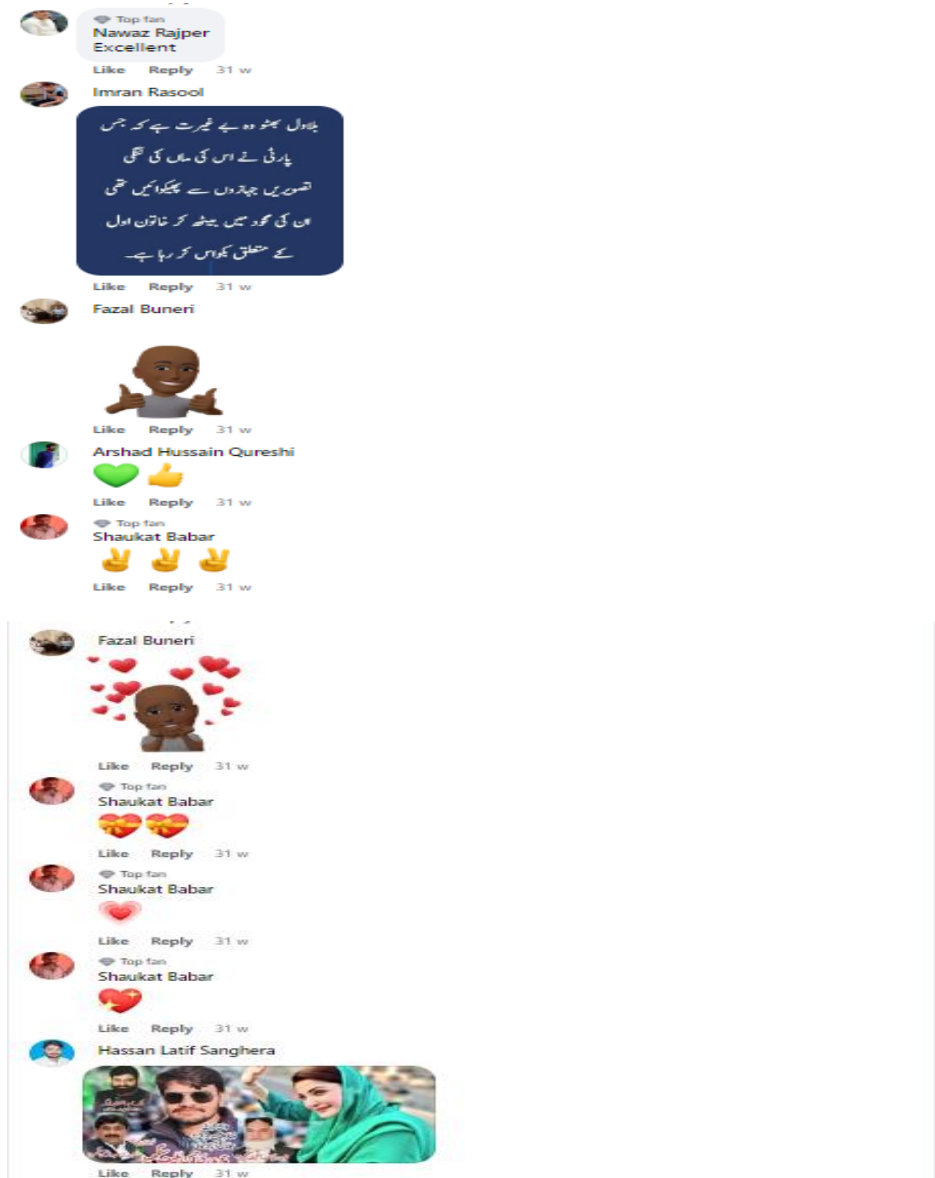 Top fan
Nawaz Rajper
Excellent
Like Reply 31 w
Imran Rasool
بلاول بھٹو وہ بے غیرت ہے کہ جس
پارٹی نے اس کی ماں کی ننگی
تصویریں جہازوں سے پھیکوائیں تھی
ان کی گود میں بیٹھ کر خاتون اول
کے متعلق بکواس کر رہا ہے۔
Like Reply 31 w
Fazal Buneri
Like Reply 31 w
Arshad Hussain Qureshi
Like Reply 31 w
Top fan
Shaukat Babar
Like Reply 31 w
Fazal Buneri
Like Reply 31 w
Top fan
Shaukat Babar
Like Reply 31 w
Top fan
Shaukat Babar
Like Reply 31 w
Top fan
Shaukat Babar
Like Reply 31 w
Hassan Latif Sanghera
Like Reply 31 w